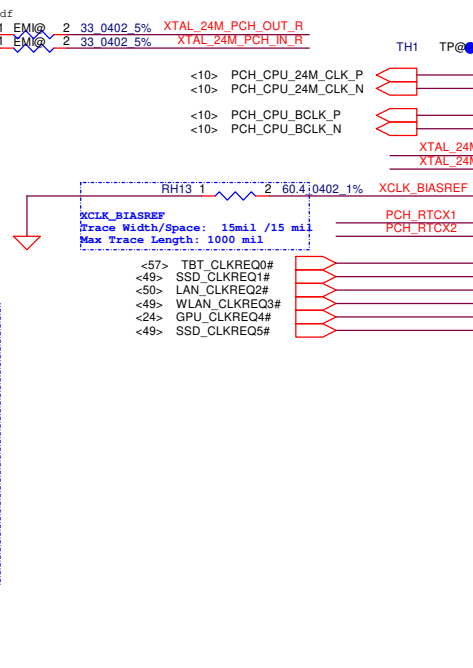 df
1 EMI@ 2 33_0402_5% XTAL_24M_PCH_OUT_R
1 EMI@ 2 33_0402_5% XTAL_24M_PCH_IN_R
TH1 TP@
<10> PCH_CPU_24M_CLK_P
<10> PCH_CPU_24M_CLK_N
<10> PCH_CPU_BCLK_P
<10> PCH_CPU_BCLK_N
XTAL_24M
XTAL_24M
RH13 1 2 60.4_0402_1% XCLK_BIASREF
XCLK_BIASREF
Trace Width/Space: 15mil /15 mil
Max Trace Length: 1000 mil
PCH_RTCX1
PCH_RTCX2
<57> TBT_CLKREQ0#
<49> SSD_CLKREQ1#
<50> LAN_CLKREQ2#
<49> WLAN_CLKREQ3#
<24> GPU_CLKREQ4#
<49> SSD_CLKREQ5#